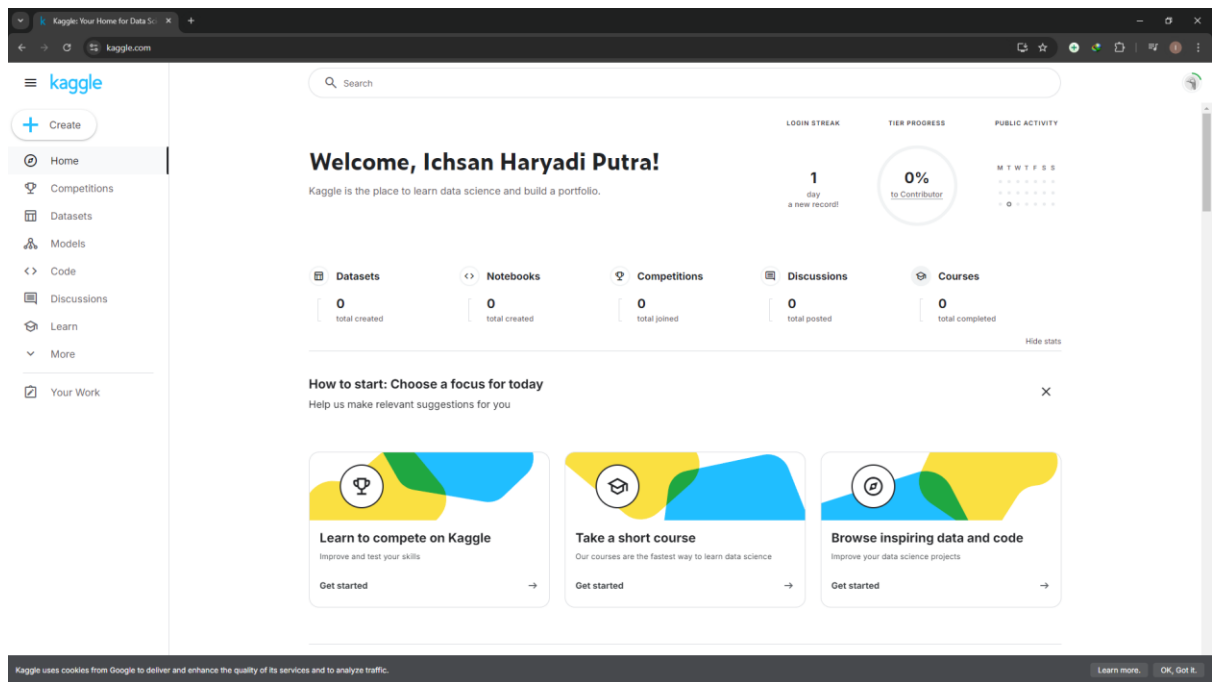 Kaggle: Your Home for Data Sci
kaggle.com
kaggle
Search
Create
Home
Competitions
Datasets
Models
Code
Discussions
Learn
More
Your Work
LOGIN STREAK
TIER PROGRESS
PUBLIC ACTIVITY
Welcome, Ichsan Haryadi Putra!
Kaggle is the place to learn data science and build a portfolio.
1
day
a new record!
0%
to Contributor
M T W T F S S
Datasets
0
total created
Notebooks
0
total created
Competitions
0
total joined
Discussions
0
total posted
Courses
0
total completed
Hide stats
How to start: Choose a focus for today
Help us make relevant suggestions for you
Learn to compete on Kaggle
Improve and test your skills
Get started
Take a short course
Our courses are the fastest way to learn data science
Get started
Browse inspiring data and code
Improve your data science projects
Get started
Kaggle uses cookies from Google to deliver and enhance the quality of its services and to analyze traffic.
Learn more.
OK, Got it.